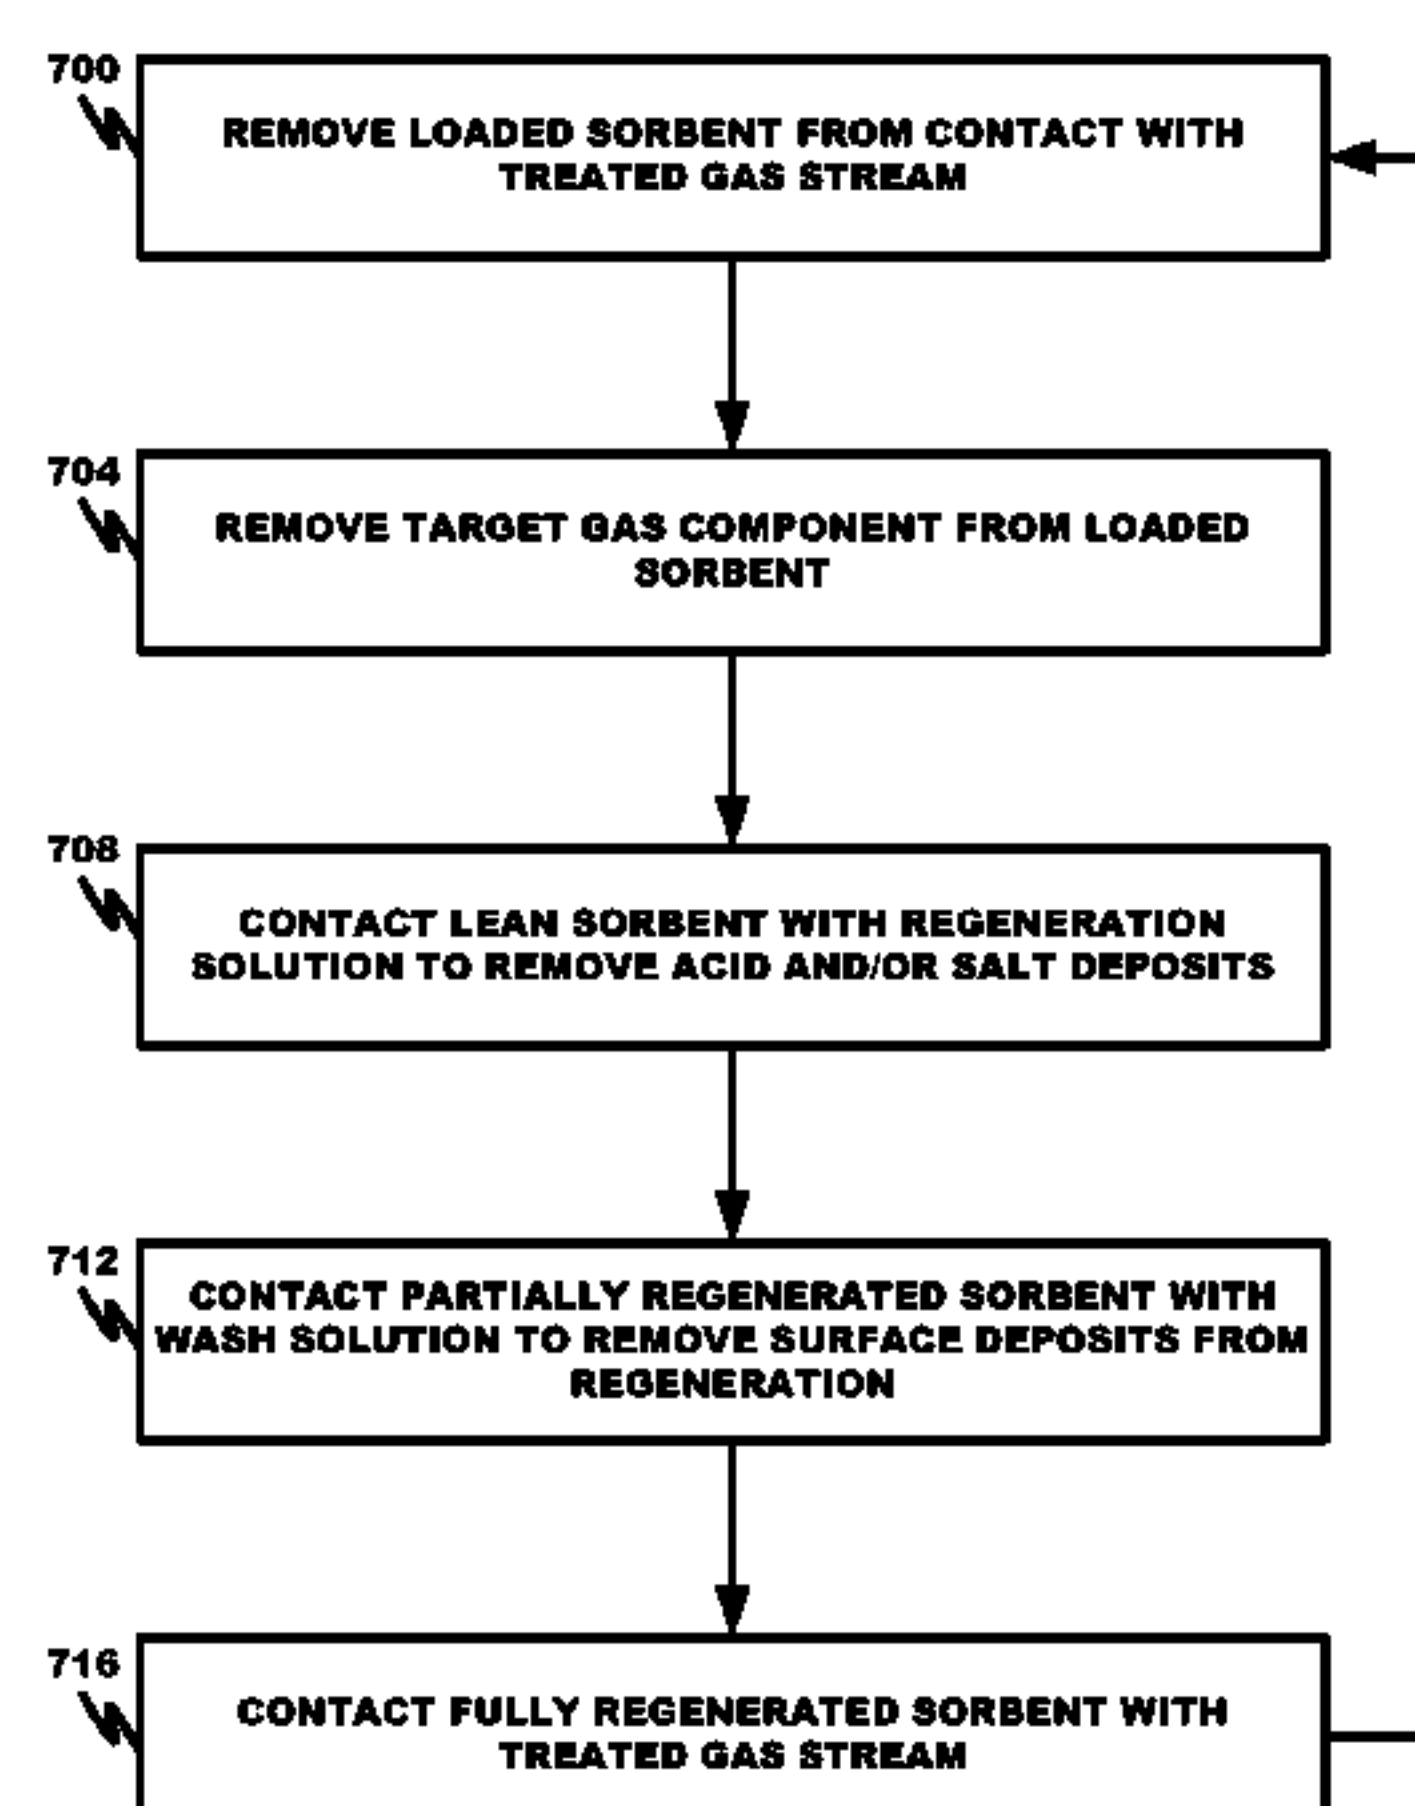 700
REMOVE LOADED SORBENT FROM CONTACT WITH
TREATED GAS STREAM
704
REMOVE TARGET GAS COMPONENT FROM LOADED
SORBENT
708
CONTACT LEAN SORBENT WITH REGENERATION
SOLUTION TO REMOVE ACID AND/OR SALT DEPOSITS
712
CONTACT PARTIALLY REGENERATED SORBENT WITH
WASH SOLUTION TO REMOVE SURFACE DEPOSITS FROM
REGENERATION
716
CONTACT FULLY REGENERATED SORBENT WITH
TREATED GAS STREAM